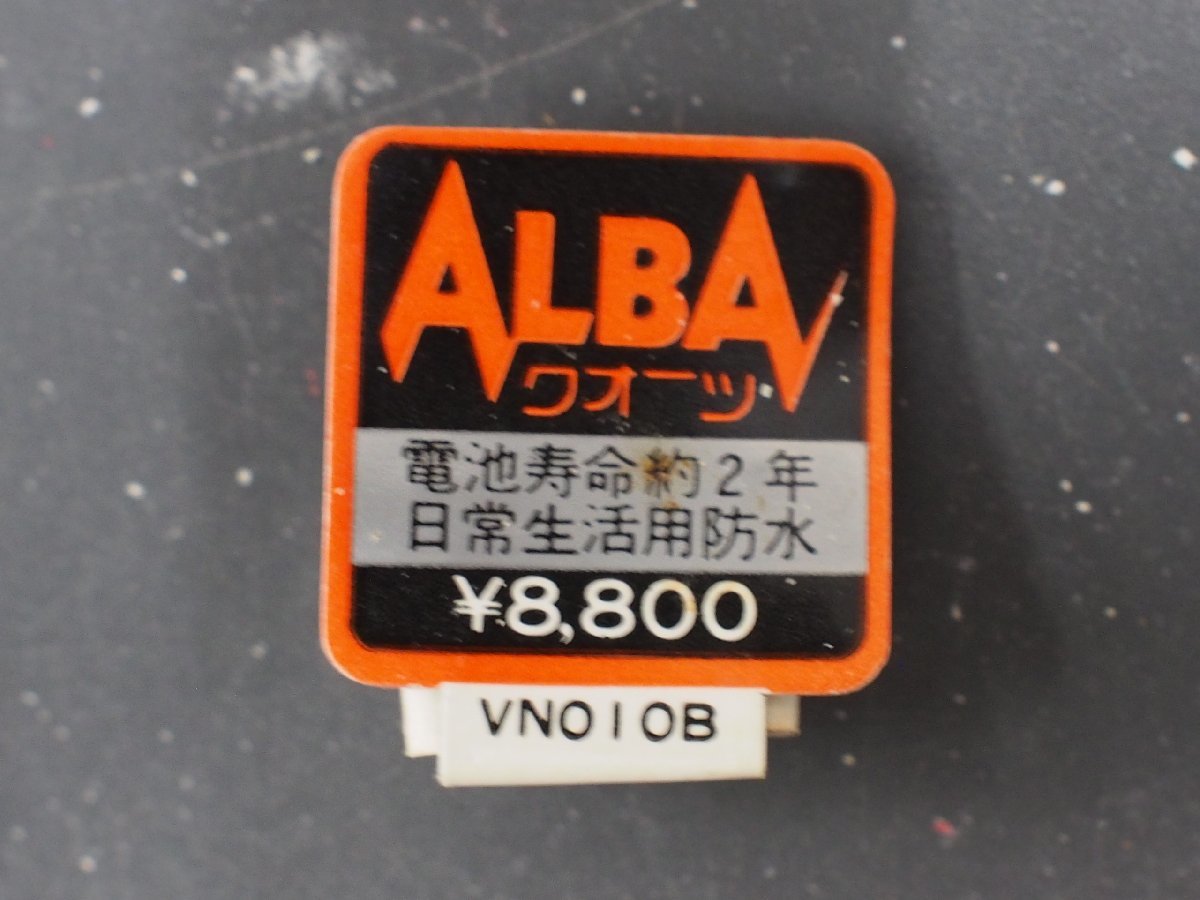 ALBA
クオーツ
電池寿命約2年
日常生活用防水
¥8,800
VN010B